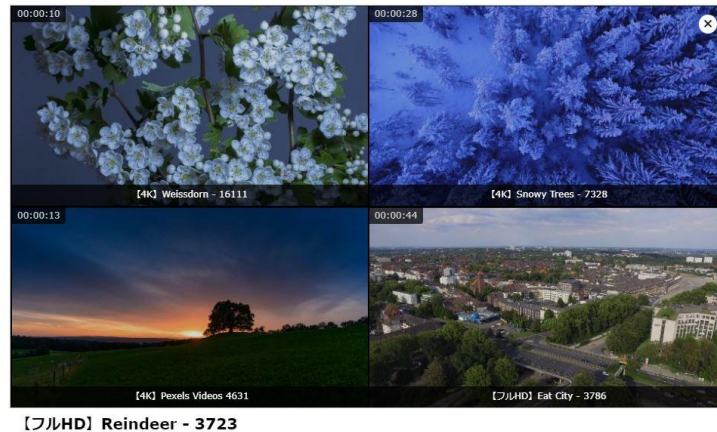 00:00:10
00:00:28
【4K】Weissdorn - 16111
【4K】Snowy Trees - 7328
00:00:13
00:00:44
【4K】Pexels Videos 4631
【フルHD】Eat City - 3786
【フルHD】Reindeer - 3723